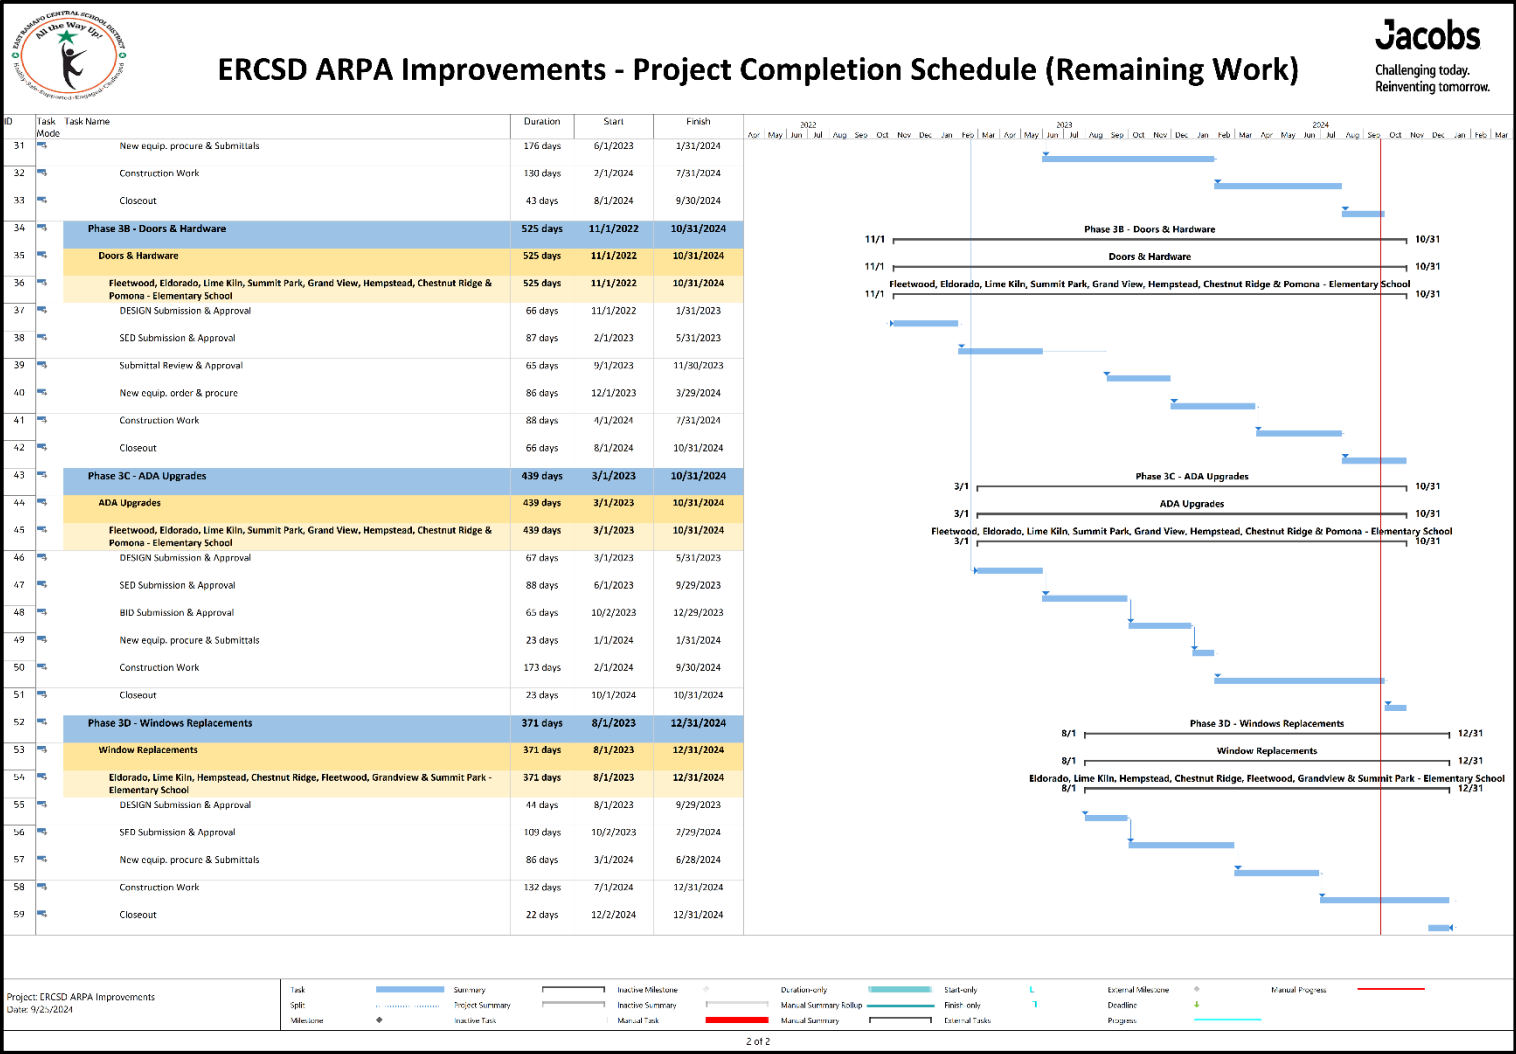 EAST RAMAPO CENTRAL SCHOOL DISTRICT
All the Way Up!
Jacobs
Challenging today.
Reinventing tomorrow.
ERCSD ARPA Improvements - Project Completion Schedule (Remaining Work)
ID Task Mode Task Name Duration Start Finish
2022 2023 2024
Apr May Jun Jul Aug Sep Oct Nov Dec Jan Feb Mar Apr May Jun Jul Aug Sep Oct Nov Dec Jan Feb Mar Apr May Jun Jul Aug Sep Oct Nov Dec Jan Feb Mar
31 New equip. procure & Submittals 176 days 6/1/2023 1/31/2024
32 Construction Work 130 days 2/1/2024 7/31/2024
33 Closeout 43 days 8/1/2024 9/30/2024
34 Phase 3B - Doors & Hardware 525 days 11/1/2022 10/31/2024
Phase 3B - Doors & Hardware
11/1 10/31
35 Doors & Hardware 525 days 11/1/2022 10/31/2024
Doors & Hardware
11/1 10/31
36 Fleetwood, Eldorado, Lime Kiln, Summit Park, Grand View, Hempstead, Chestnut Ridge & 525 days 11/1/2022 10/31/2024
Pomona - Elementary School
Fleetwood, Eldorado, Lime Kiln, Summit Park, Grand View, Hempstead, Chestnut Ridge & Pomona - Elementary School
11/1 10/31
37 DESIGN Submission & Approval 66 days 11/1/2022 1/31/2023
38 SED Submission & Approval 87 days 2/1/2023 5/31/2023
39 Submittal Review & Approval 65 days 9/1/2023 11/30/2023
40 New equip. order & procure 86 days 12/1/2023 3/29/2024
41 Construction Work 88 days 4/1/2024 7/31/2024
42 Closeout 66 days 8/1/2024 10/31/2024
43 Phase 3C - ADA Upgrades 439 days 3/1/2023 10/31/2024
Phase 3C - ADA Upgrades
3/1 10/31
44 ADA Upgrades 439 days 3/1/2023 10/31/2024
ADA Upgrades
3/1 10/31
45 Fleetwood, Eldorado, Lime Kiln, Summit Park, Grand View, Hempstead, Chestnut Ridge & 439 days 3/1/2023 10/31/2024
Pomona - Elementary School
Fleetwood, Eldorado, Lime Kiln, Summit Park, Grand View, Hempstead, Chestnut Ridge & Pomona - Elementary School
3/1 10/31
46 DESIGN Submission & Approval 67 days 3/1/2023 5/31/2023
47 SED Submission & Approval 88 days 6/1/2023 9/29/2023
48 BID Submission & Approval 65 days 10/2/2023 12/29/2023
49 New equip. procure & Submittals 23 days 1/1/2024 1/31/2024
50 Construction Work 173 days 2/1/2024 9/30/2024
51 Closeout 23 days 10/1/2024 10/31/2024
52 Phase 3D - Windows Replacements 371 days 8/1/2023 12/31/2024
Phase 3D - Windows Replacements
8/1 12/31
53 Window Replacements 371 days 8/1/2023 12/31/2024
Window Replacements
8/1 12/31
54 Eldorado, Lime Kiln, Hempstead, Chestnut Ridge, Fleetwood, Grandview & Summit Park - 371 days 8/1/2023 12/31/2024
Elementary School
Eldorado, Lime Kiln, Hempstead, Chestnut Ridge, Fleetwood, Grandview & Summit Park - Elementary School
8/1 12/31
55 DESIGN Submission & Approval 44 days 8/1/2023 9/29/2023
56 SED Submission & Approval 109 days 10/2/2023 2/29/2024
57 New equip. procure & Submittals 86 days 3/1/2024 6/28/2024
58 Construction Work 132 days 7/1/2024 12/31/2024
59 Closeout 22 days 12/2/2024 12/31/2024
Project: ERCSD ARPA Improvements
Date: 9/25/2024
Task Summary Inactive Milestone Duration-only Start-only External Milestone Manual Progress
Split Project Summary Inactive Summary Manual Summary Rollup Finish-only Deadline
Milestone Inactive Task Manual Task Manual Summary External Tasks Progress
2 of 2